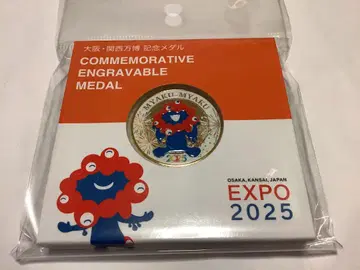 大阪・関西万博 記念メダル
COMMEMORATIVE
ENGRAVABLE
MEDAL
MYAKU-MYAKU
2025
OSAKA, KANSAI, JAPAN
EXPO
2025